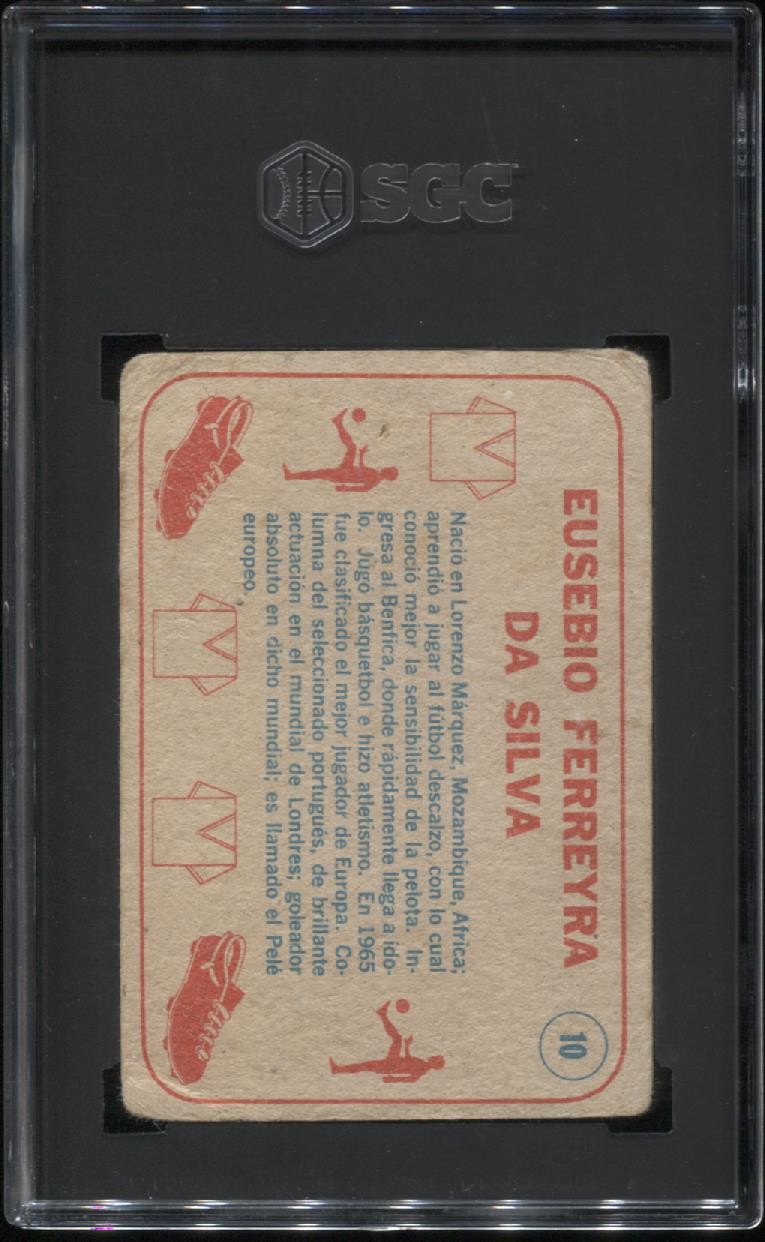 SGC
EUSEBIO FERREYRA
DA SILVA
10
Nació en Lorenzo Márquez, Mozambique, Africa;
aprendió a jugar al fútbol descalzo, con lo cual
conoció mejor la sensibilidad de la pelota. In-
gresa al Benfica, donde rápidamente llega a ído-
lo. Jugó básquetbol e hizo atletismo. En 1965
fue clasificado el mejor jugador de Europa. Co-
lumna del seleccionado portugués, de brillante
actuación en el mundial de Londres; goleador
absoluto en dicho mundial; es llamado el Pelé
europeo.